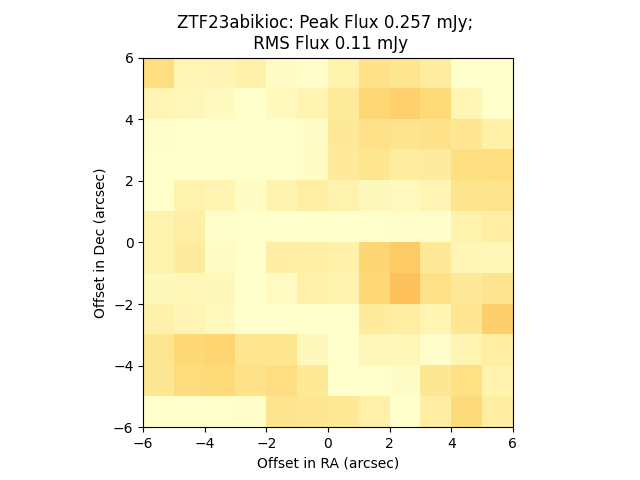 ZTF23abikioc: Peak Flux 0.257 mJy;
RMS Flux 0.11 mJy
6
4
2
0
−2
−4
−6
Offset in Dec (arcsec)
−6 −4 −2 0 2 4 6
Offset in RA (arcsec)